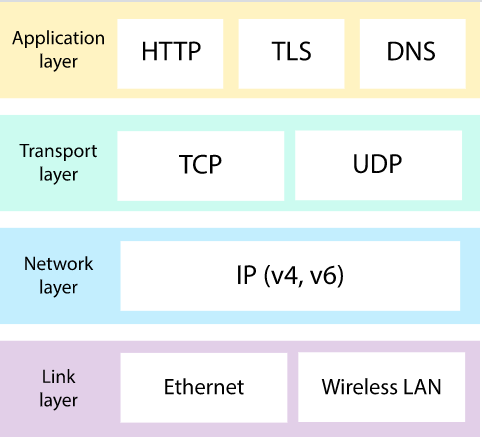 Application
layer
HTTP
TLS
DNS
Transport
layer
TCP
UDP
Network
layer
IP (v4, v6)
Link
layer
Ethernet
Wireless LAN